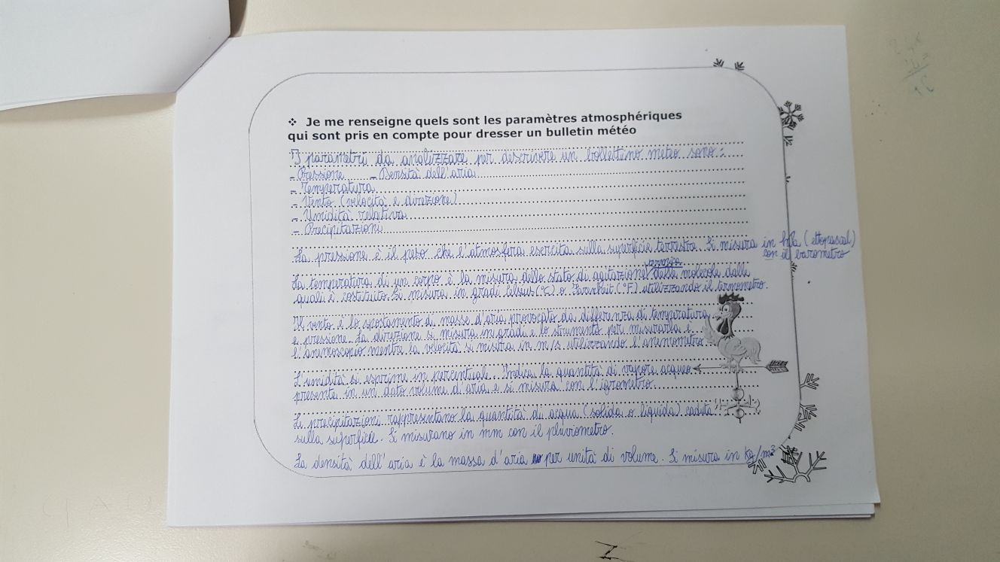 ❖ Je me renseigne quels sont les paramètres atmosphériques
qui sont pris en compte pour dresser un bulletin météo
I parametri da analizzare per descrivere un bollettino meteo sono:
- Pressione - Densità dell'aria
- Temperatura
- Vento (velocità e direzione)
- Umidità relativa
- Precipitazioni
La pressione è il peso che l'atmosfera esercita sulla superficie terrestre. Si misura in hPa (ettopascal)
con il barometro
termica
La temperatura di un corpo è la misura dello stato di agitazione delle molecole dalle
quali è costituito. Si misura in gradi Celsius (°C) o Farenheit (°F) utilizzando il termometro.
Il vento è lo spostamento di masse d'aria provocato da differenza di temperatura
e pressione. La direzione si misura in gradi e lo strumento per misurarla è
l'anemoscopio mentre la velocità si misura in m/s utilizzando l'anemometro.
L'umidità si esprime in percentuale. Indica la quantità di vapore acqueo
presente in un dato volume d'aria e si misura con l'igrometro.
Le precipitazioni rappresentano la quantità di acqua (solida o liquida) caduta
sulla superficie. Si misurano in mm con il pluviometro.
La densità dell'aria è la massa d'aria per unità di volume. Si misura in kg/m³